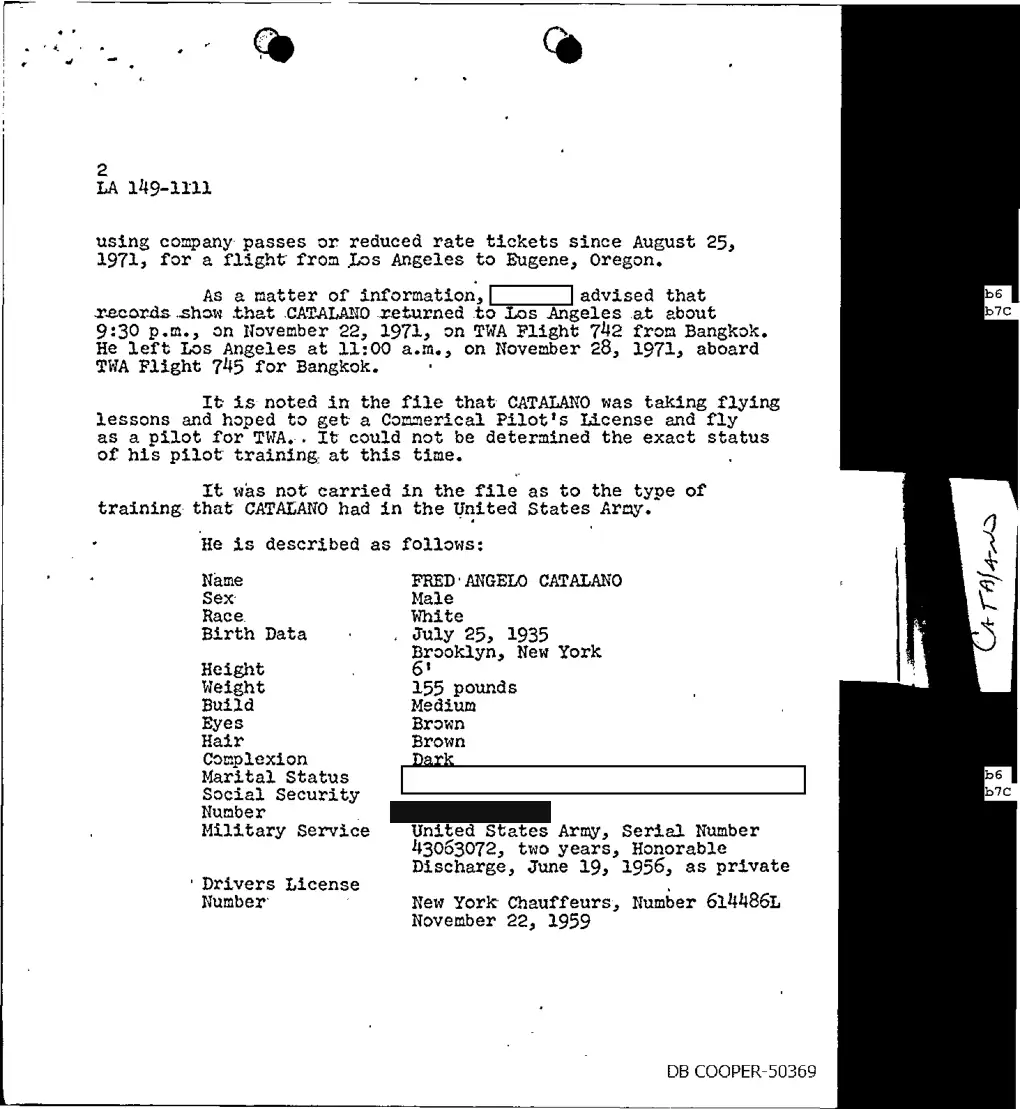 2
LA 149-1111
using company passes or reduced rate tickets since August 25,
1971, for a flight from Los Angeles to Eugene, Oregon.
As a matter of information, advised that
records show that CATALANO returned to Los Angeles at about
9:30 p.m., on November 22, 1971, on TWA Flight 742 from Bangkok.
He left Los Angeles at 11:00 a.m., on November 28, 1971, aboard
TWA Flight 745 for Bangkok.
It is noted in the file that CATALANO was taking flying
lessons and hoped to get a Commerical Pilot's License and fly
as a pilot for TWA. It could not be determined the exact status
of his pilot training at this time.
It was not carried in the file as to the type of
training that CATALANO had in the United States Army.
He is described as follows:
Name FRED ANGELO CATALANO
Sex Male
Race White
Birth Data July 25, 1935
Brooklyn, New York
Height 6'
Weight 155 pounds
Build Medium
Eyes Brown
Hair Brown
Complexion Dark
Marital Status
Social Security
Number
Military Service United States Army, Serial Number
43063072, two years, Honorable
Discharge, June 19, 1956, as private
Drivers License
Number New York Chauffeurs, Number 614486L
November 22, 1959
b6
b7C
CATALANO
b6
b7C
DB COOPER-50369